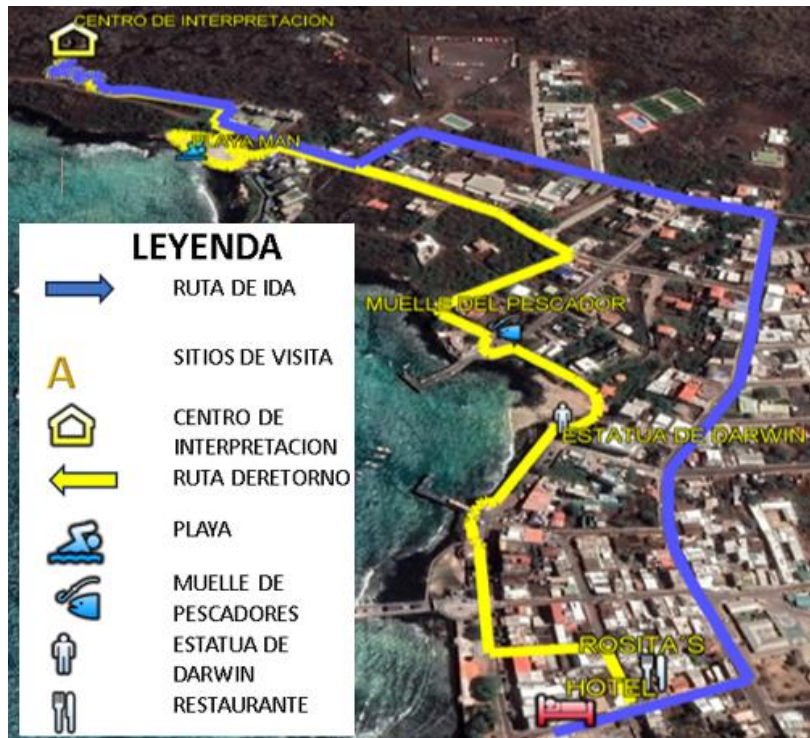 CENTRO DE INTERPRETACION
PLAYA MAN
MUELLE DEL PESCADOR
ESTATUA DE DARWIN
ROSITA´S
HOTEL
LEYENDA
RUTA DE IDA
A
SITIOS DE VISITA
CENTRO DE
INTERPRETACION
RUTA DERETORNO
PLAYA
MUELLE DE
PESCADORES
ESTATUA DE
DARWIN
RESTAURANTE